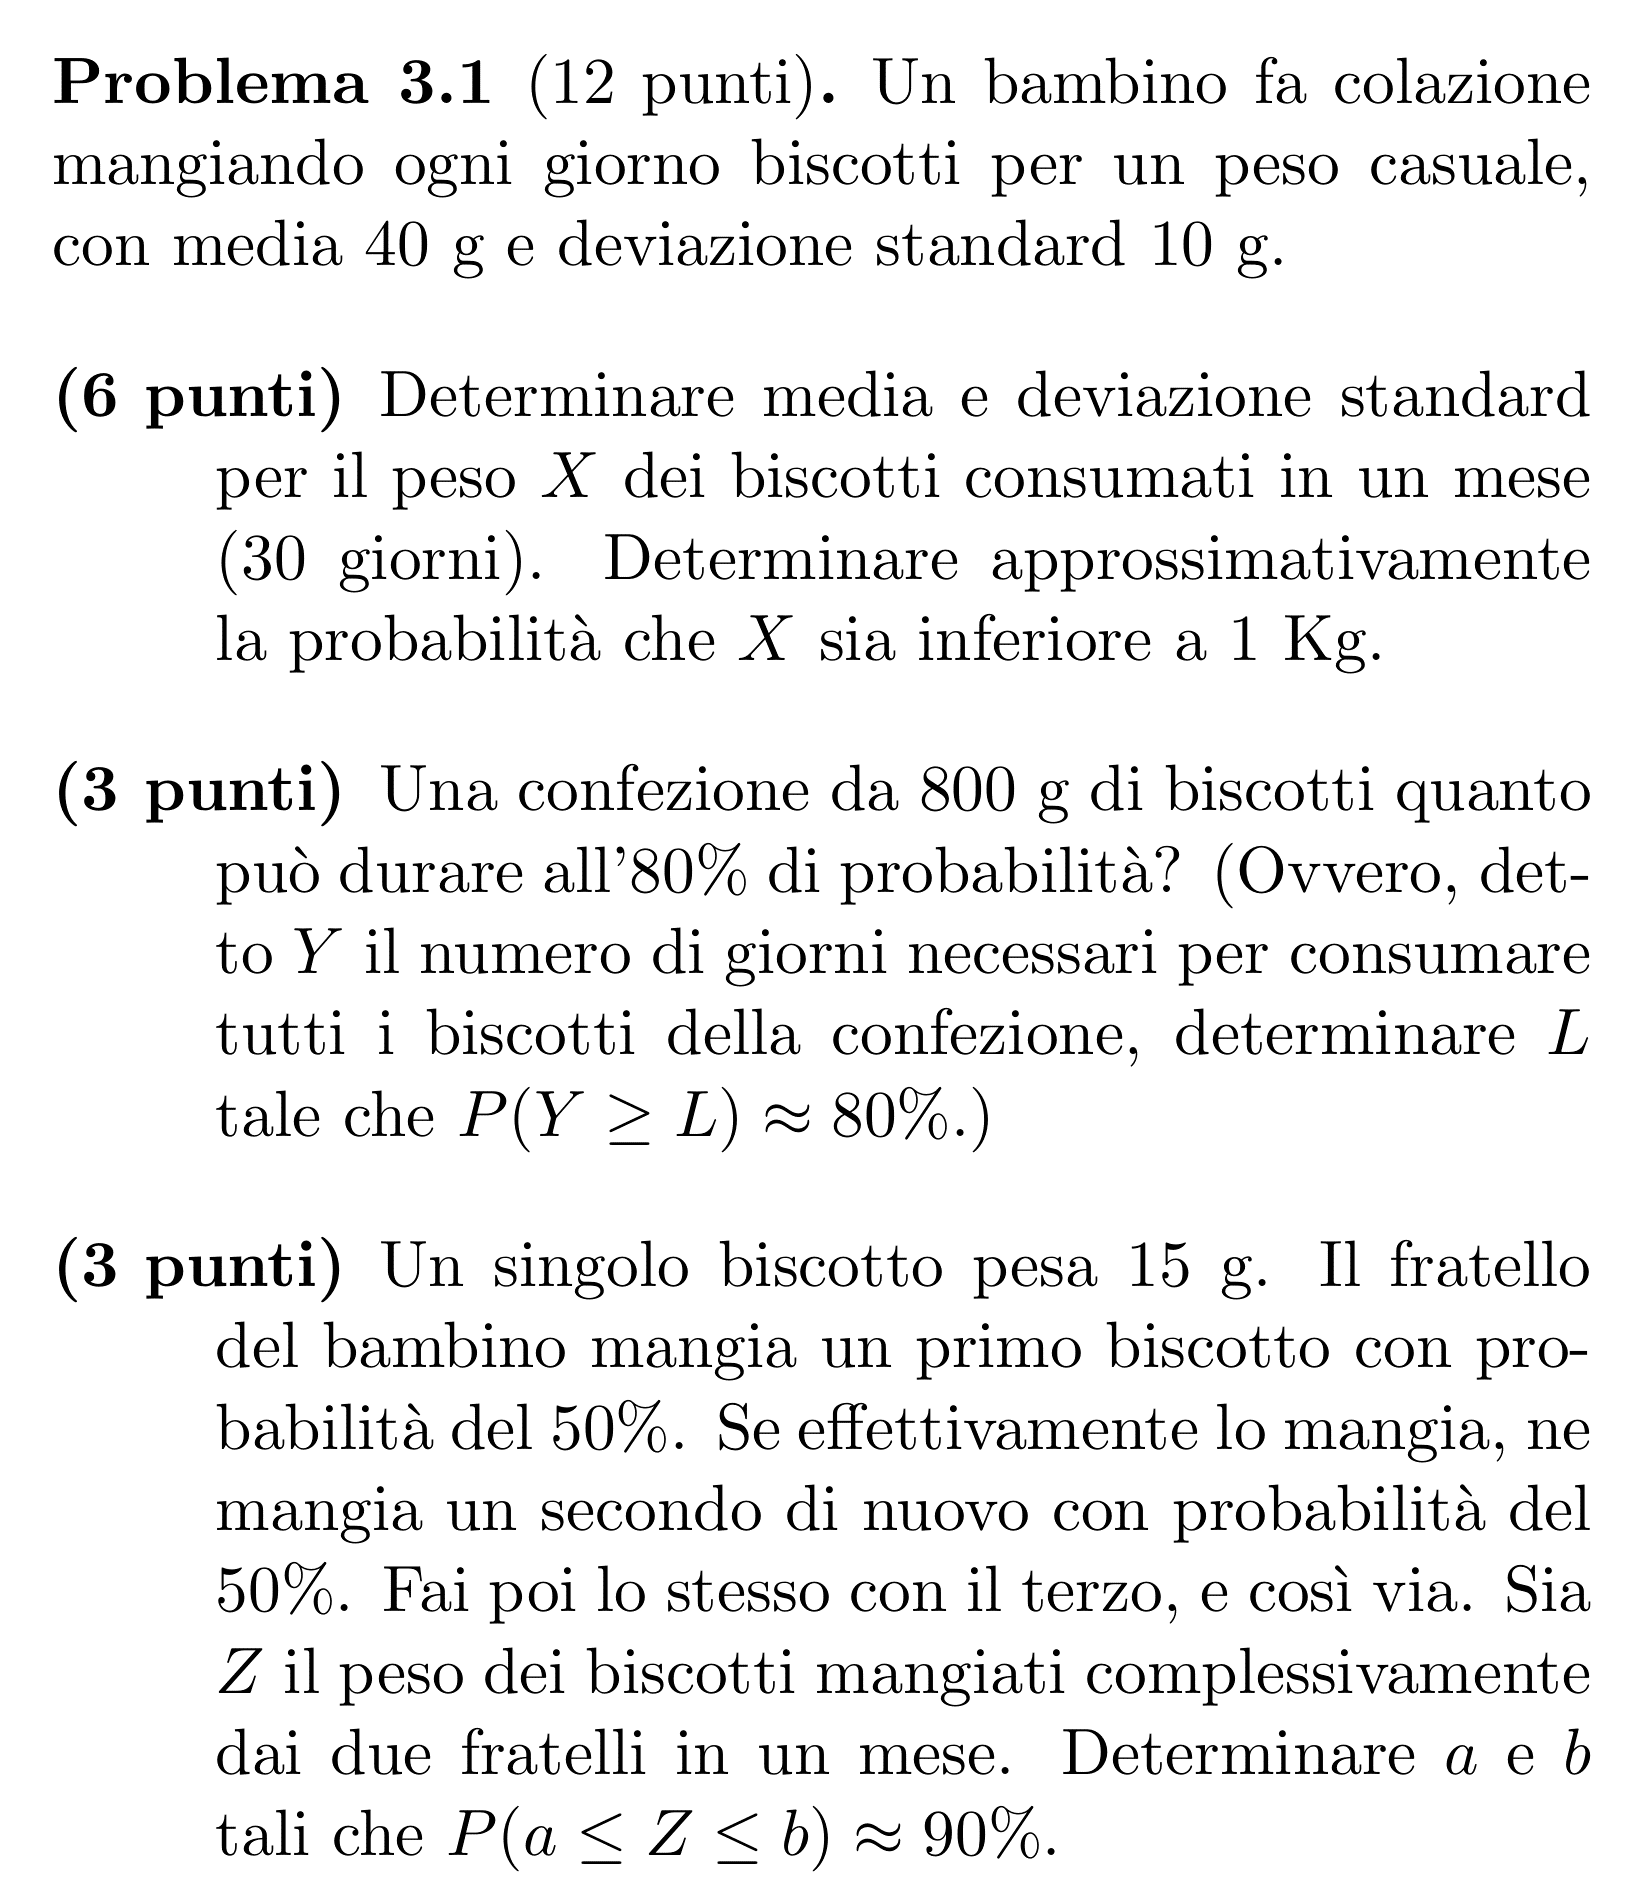 Problema 3.1 (12 punti). Un bambino fa colazione
mangiando ogni giorno biscotti per un peso casuale,
con media 40 g e deviazione standard 10 g.
(6 punti) Determinare media e deviazione standard
per il peso X dei biscotti consumati in un mese
(30 giorni). Determinare approssimativamente
la probabilità che X sia inferiore a 1 Kg.
(3 punti) Una confezione da 800 g di biscotti quanto
può durare all'80% di probabilità? (Ovvero, det-
to Y il numero di giorni necessari per consumare
tutti i biscotti della confezione, determinare L
tale che P(Y ≥ L) ≈ 80%.)
(3 punti) Un singolo biscotto pesa 15 g. Il fratello
del bambino mangia un primo biscotto con pro-
babilità del 50%. Se effettivamente lo mangia, ne
mangia un secondo di nuovo con probabilità del
50%. Fai poi lo stesso con il terzo, e così via. Sia
Z il peso dei biscotti mangiati complessivamente
dai due fratelli in un mese. Determinare a e b
tali che P(a ≤ Z ≤ b) ≈ 90%.